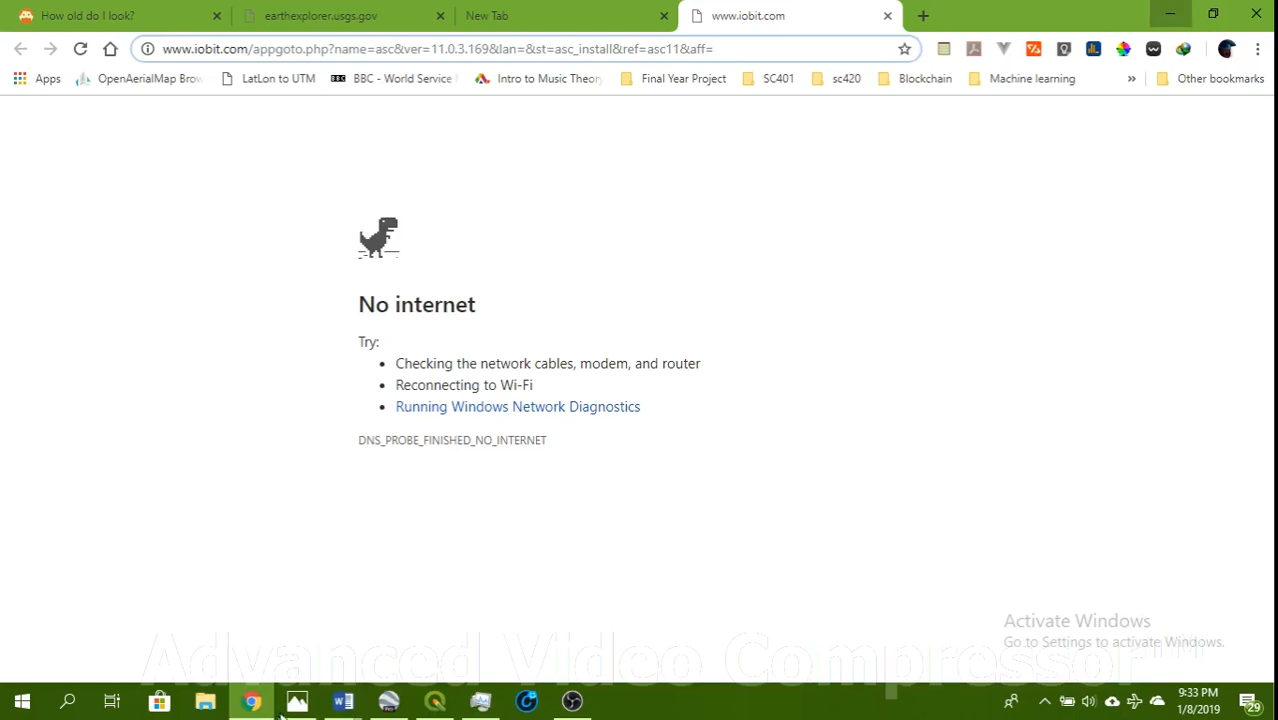 How old do I look?
earthexplorer.usgs.gov
New Tab
www.iobit.com
www.iobit.com/appgoto.php?name=asc&ver=11.0.3.169&lan=&st=asc_install&ref=asc11&aff=
Apps
OpenAerialMap Brow
LatLon to UTM
BBC - World Service
Intro to Music Theory
Final Year Project
SC401
sc420
Blockchain
Machine learning
»
Other bookmarks
No internet
Try:
• Checking the network cables, modem, and router
• Reconnecting to Wi-Fi
• Running Windows Network Diagnostics
DNS_PROBE_FINISHED_NO_INTERNET
Activate Windows
Go to Settings to activate Windows.
Advanced Video Compressor™
9:33 PM
1/8/2019
29